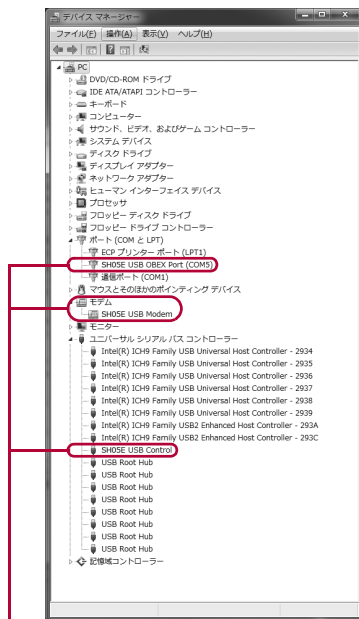 デバイス マネージャー
ファイル(F) 操作(A) 表示(V) ヘルプ(H)
PC
DVD/CD-ROM ドライブ
IDE ATA/ATAPI コントローラー
キーボード
コンピューター
サウンド、ビデオ、およびゲーム コントローラー
システム デバイス
ディスク ドライブ
ディスプレイ アダプター
ネットワーク アダプター
ヒューマン インターフェイス デバイス
プロセッサ
フロッピー ディスク ドライブ
フロッピー ドライブ コントローラー
ポート (COM と LPT)
ECP プリンター ポート (LPT1)
SH05E USB OBEX Port (COM5)
通信ポート (COM1)
マウスとそのほかのポインティング デバイス
モデム
SH05E USB Modem
モニター
ユニバーサル シリアル バス コントローラー
Intel(R) ICH9 Family USB Universal Host Controller - 2934
Intel(R) ICH9 Family USB Universal Host Controller - 2935
Intel(R) ICH9 Family USB Universal Host Controller - 2936
Intel(R) ICH9 Family USB Universal Host Controller - 2937
Intel(R) ICH9 Family USB Universal Host Controller - 2938
Intel(R) ICH9 Family USB Universal Host Controller - 2939
Intel(R) ICH9 Family USB2 Enhanced Host Controller - 293A
Intel(R) ICH9 Family USB2 Enhanced Host Controller - 293C
SH05E USB Control
USB Root Hub
USB Root Hub
USB Root Hub
USB Root Hub
USB Root Hub
USB Root Hub
USB Root Hub
USB Root Hub
記憶域コントローラー